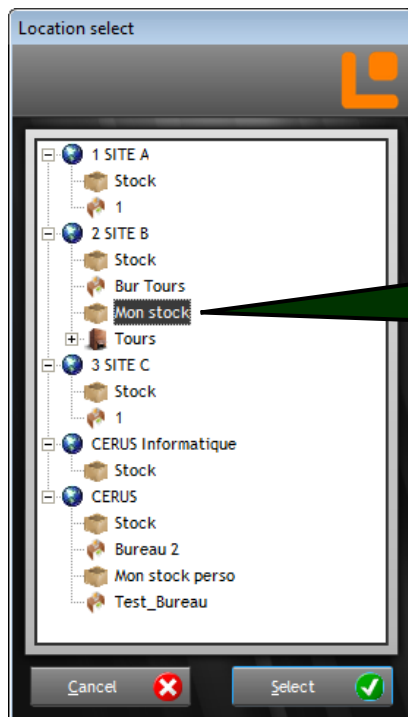 Location select
1 SITE A
Stock
1
2 SITE B
Stock
Bur Tours
Mon stock
Tours
3 SITE C
Stock
1
CERUS Informatique
Stock
CERUS
Stock
Bureau 2
Mon stock perso
Test_Bureau
Cancel Select